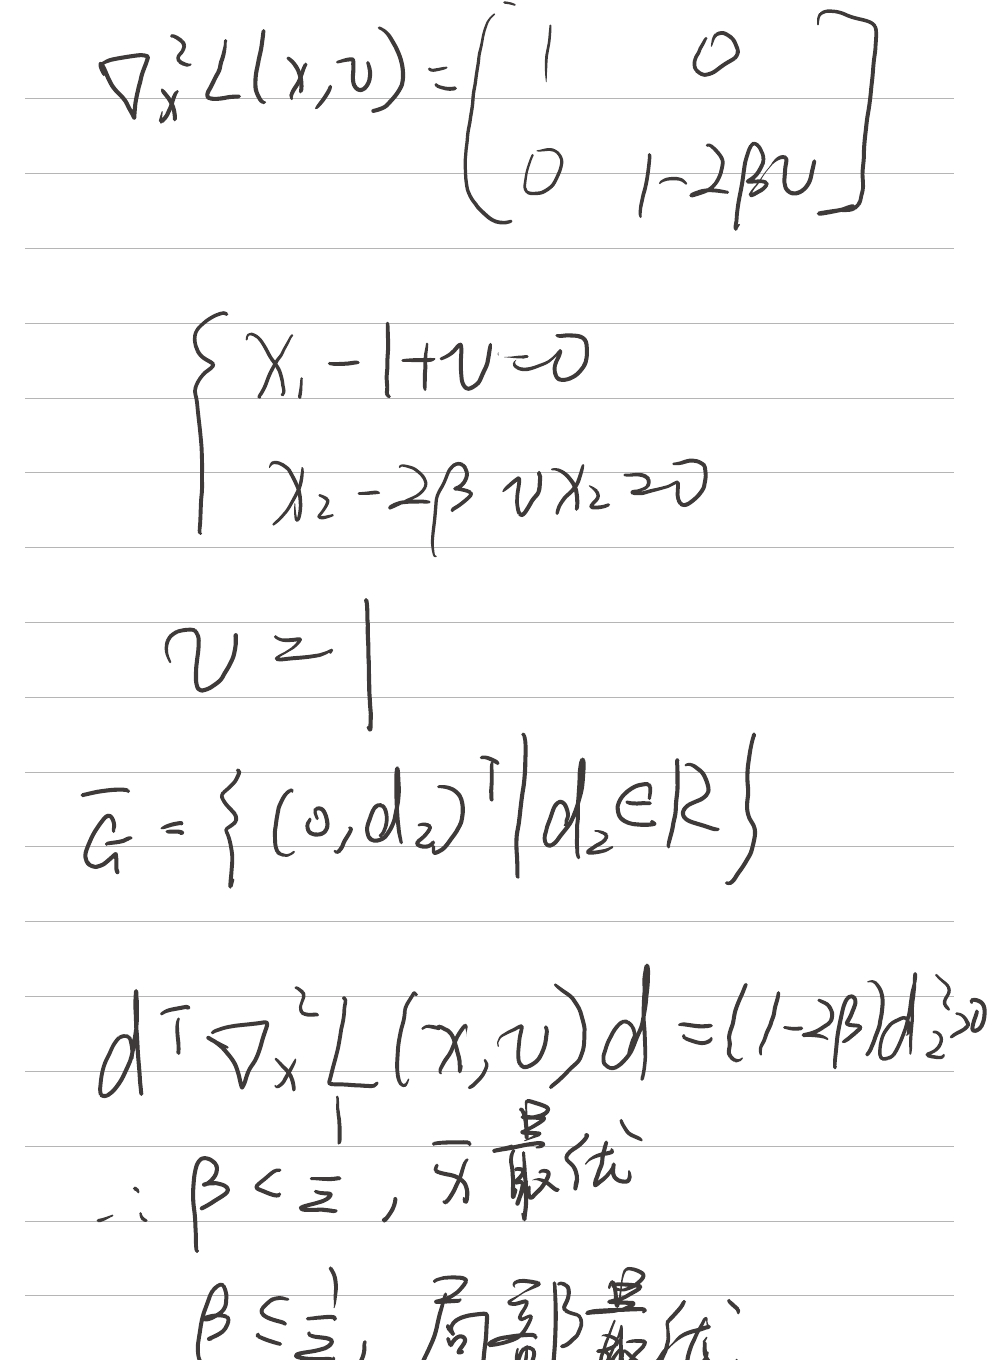 ∇ₓ²L(x,v)=[1 0
0 1-2βv]
{x₁-1+v=0
x₂-2βvx₂=0
v=1
G̅={(0,d₂)ᵀ|d₂∈R}
dᵀ∇ₓ²L(x,v)d=(1-2β)d₂²>0
∴β<1/2, x̄最优
β≤1/2, 局部最优